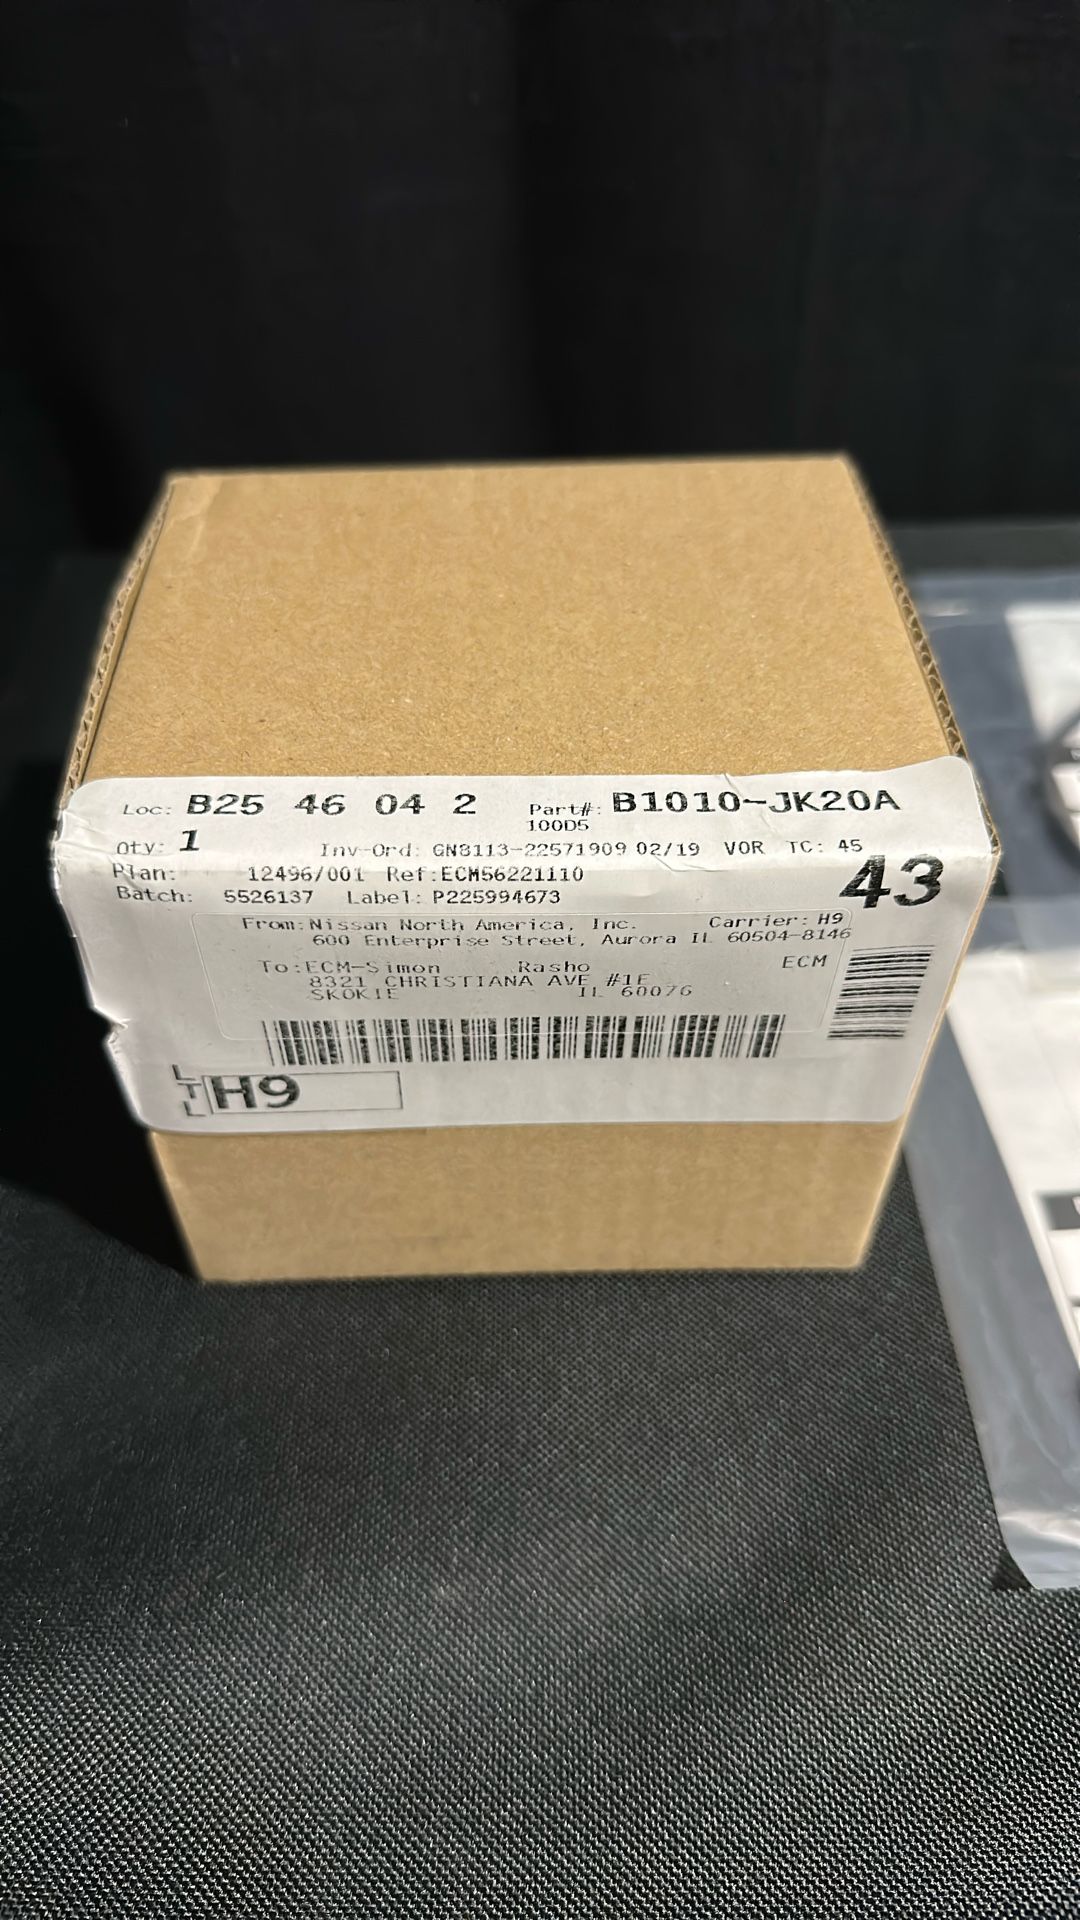 Loc: B25 46 04 2 Part#: B1010-JK20A
100D5
Qty: 1 Inv-Ord: GN8113-22571909 02/19 VOR TC: 45
Plan: 12496/001 Ref:ECM56221110 43
Batch: 5526137 Label: P225994673
From:Nissan North America, Inc. Carrier: H9
600 Enterprise Street, Aurora IL 60504-8146
To:ECM-Simon Rasho ECM
8321 CHRISTIANA AVE #1F
SKOKIE IL 60076
LTL H9